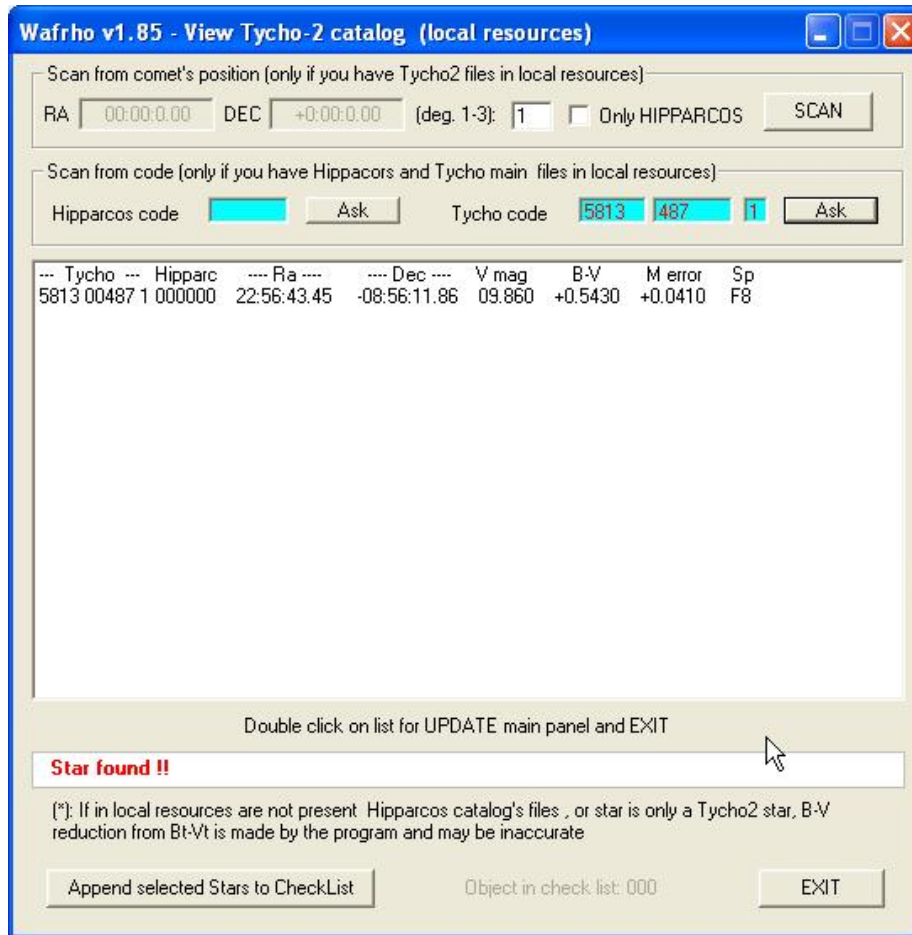 Wafrho v1.85 - View Tycho-2 catalog (local resources)
Scan from comet's position (only if you have Tycho2 files in local resources)
RA 00:00:0.00 DEC +0:00:0.00 (deg. 1-3): 1 Only HIPPARCOS SCAN
Scan from code (only if you have Hippacors and Tycho main files in local resources)
Hipparcos code Ask Tycho code 5813 487 1 Ask
--- Tycho --- Hipparc ---- Ra ---- ---- Dec ---- V mag B-V M error Sp
5813 00487 1 000000 22:56:43.45 -08:56:11.86 09.860 +0.5430 +0.0410 F8
Double click on list for UPDATE main panel and EXIT
Star found !!
(*): If in local resources are not present Hipparcos catalog's files , or star is only a Tycho2 star, B-V
reduction from Bt-Vt is made by the program and may be inaccurate
Append selected Stars to CheckList Object in check list: 000 EXIT